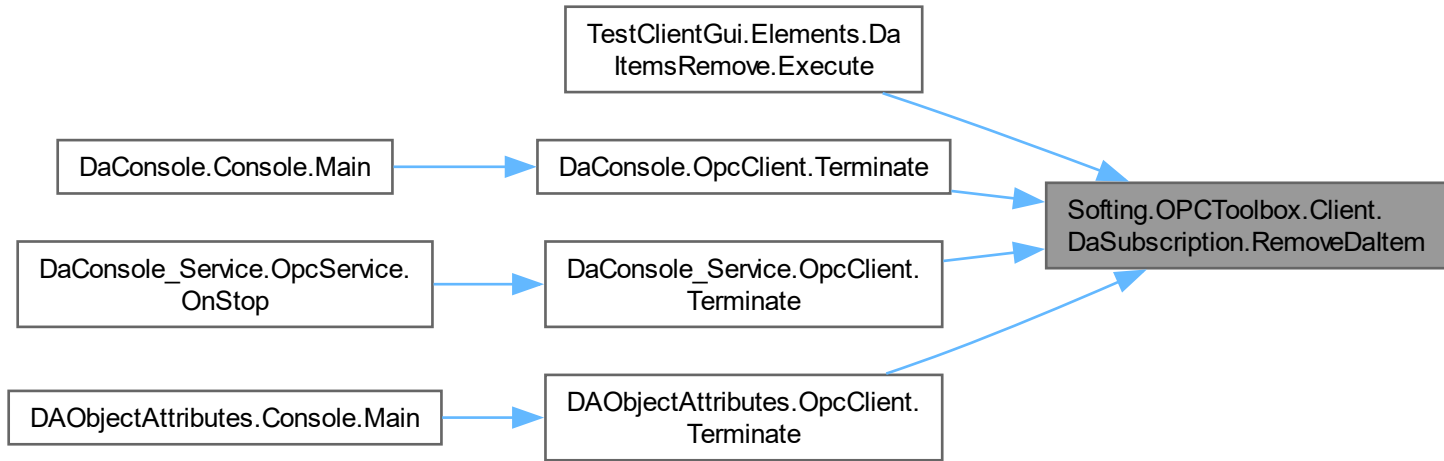 TestClientGui.Elements.Da
ItemsRemove.Execute
DaConsole.Console.Main
DaConsole.OpcClient.Terminate
Softing.OPCToolbox.Client.
DaSubscription.RemoveDaItem
DaConsole_Service.OpcService.
OnStop
DaConsole_Service.OpcClient.
Terminate
DAObjectAttributes.Console.Main
DAObjectAttributes.OpcClient.
Terminate